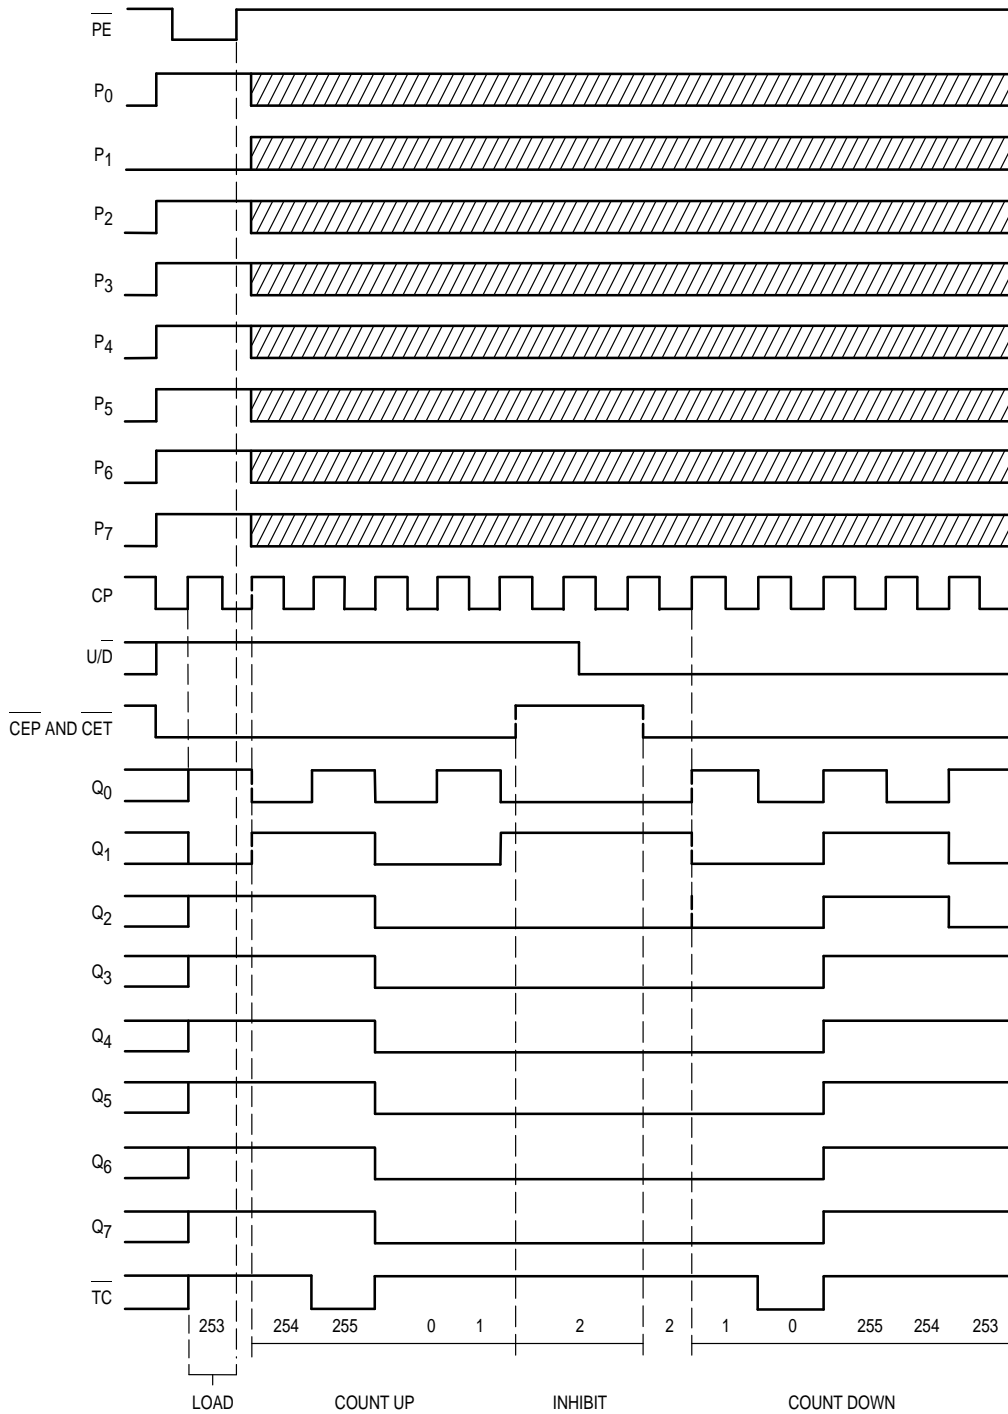 PE
P0
P1
P2
P3
P4
P5
P6
P7
CP
U/D
CEP AND CET
Q0
Q1
Q2
Q3
Q4
Q5
Q6
Q7
TC
253 254 255 0 1 2 2 1 0 255 254 253
LOAD COUNT UP INHIBIT COUNT DOWN